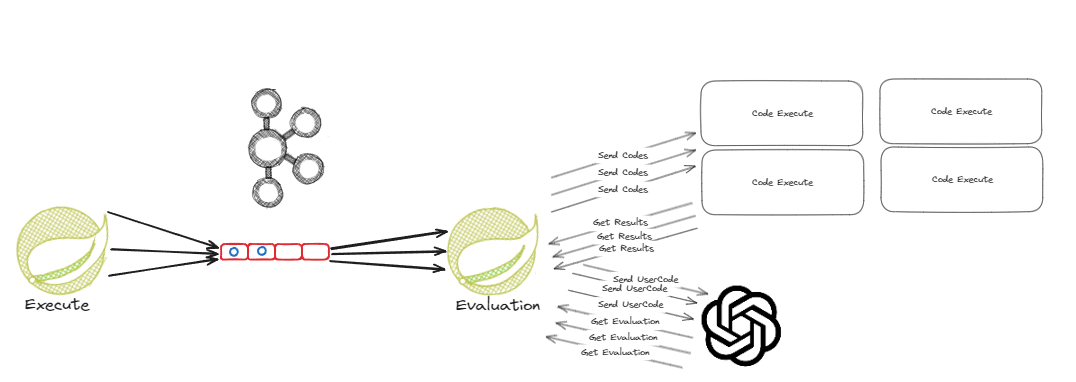 Code Execute
Code Execute
Send Codes
Send Codes
Code Execute
Code Execute
Send Codes
Get Results
Get Results
Get Results
Send UserCode
Send UserCode
Execute
Evaluation
Send UserCode
Get Evaluation
Get Evaluation
Get Evaluation